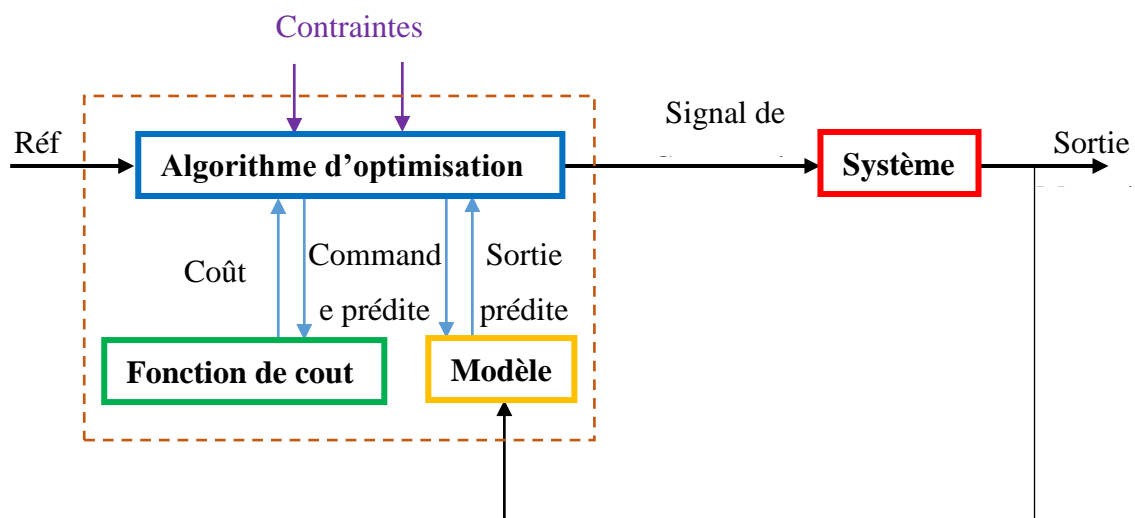 Contraintes
Signal de
Réf
Sortie
Algorithme d’optimisation
Système
Coût
Command
e prédite
Sortie
prédite
Fonction de cout
Modèle